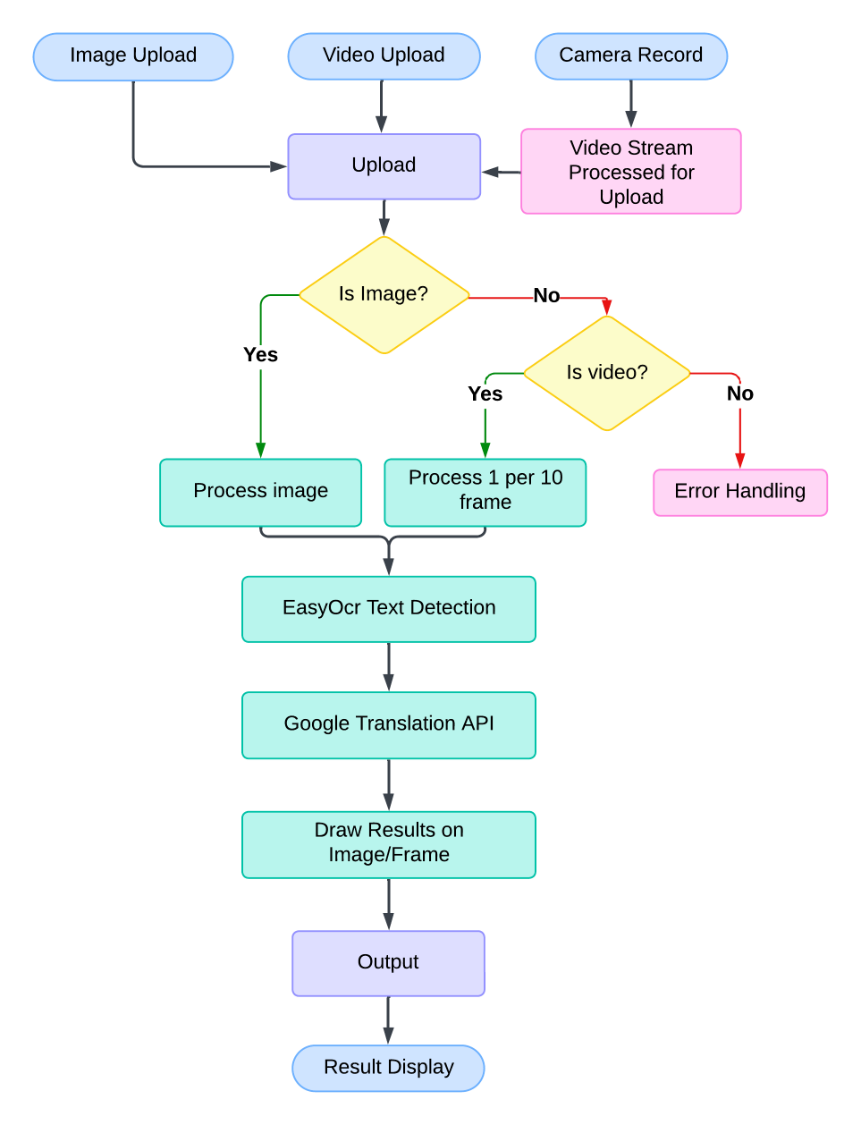 Image Upload
Video Upload
Camera Record
Upload
Video Stream
Processed for
Upload
Is Image?
No
Yes
Is video?
Yes
No
Process image
Process 1 per 10
frame
Error Handling
EasyOcr Text Detection
Google Translation API
Draw Results on
Image/Frame
Output
Result Display